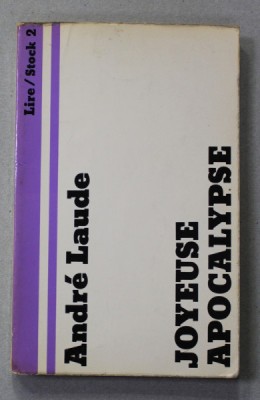 Lire / Stock 2
André Laude
JOYEUSE
APOCALYPSE